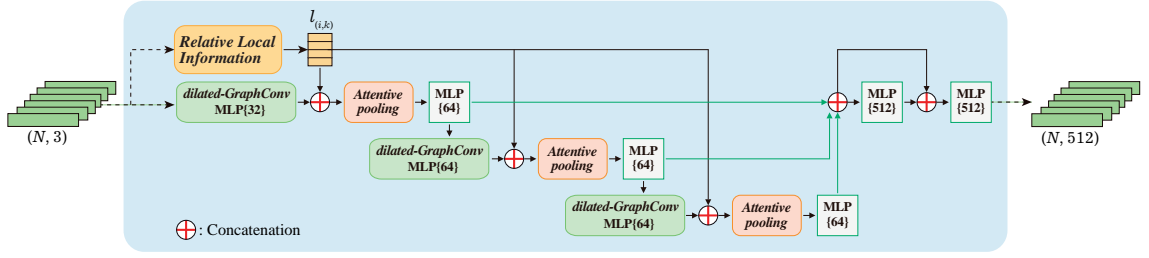 l(i,k)
Relative Local
Information
dilated-GraphConv
MLP{32}
Attentive
pooling
MLP
{64}
MLP
{512}
MLP
{512}
(N, 3)
(N, 512)
dilated-GraphConv
MLP{64}
Attentive
pooling
MLP
{64}
dilated-GraphConv
MLP{64}
Attentive
pooling
MLP
{64}
: Concatenation